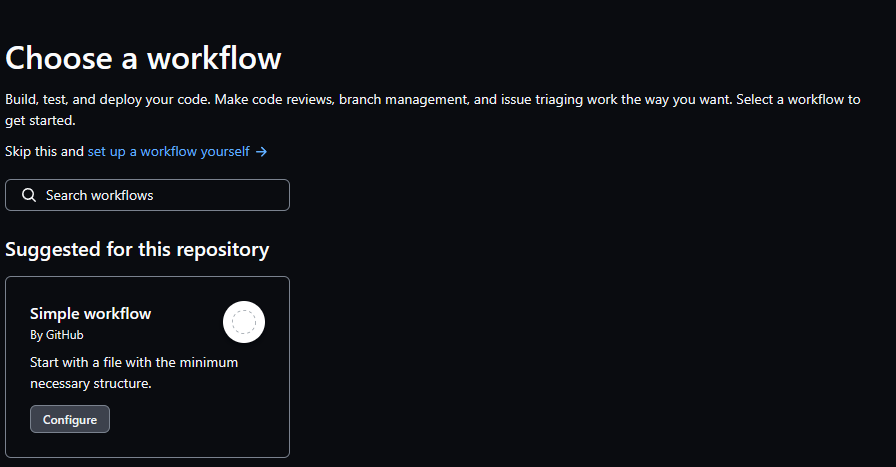 Choose a workflow
Build, test, and deploy your code. Make code reviews, branch management, and issue triaging work the way you want. Select a workflow to
get started.
Skip this and set up a workflow yourself →
Search workflows
Suggested for this repository
Simple workflow
By GitHub
Start with a file with the minimum
necessary structure.
Configure